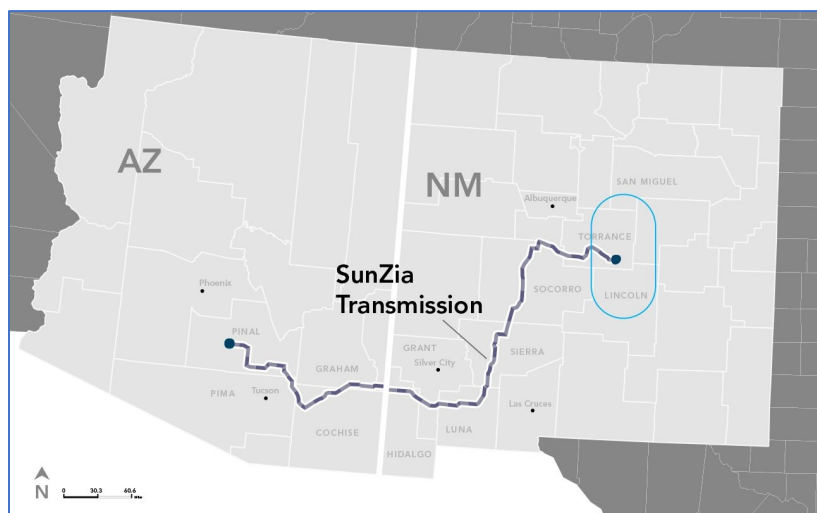 AZ
NM
SAN MIGUEL
Albuquerque
TORRANCE
SunZia
Transmission
Phoenix
SOCORRO
LINCOLN
PINAL
GRANT
SIERRA
Silver City
GRAHAM
PIMA
Tucson
Las Cruces
COCHISE
LUNA
HIDALGO
N
0 30.3 60.6